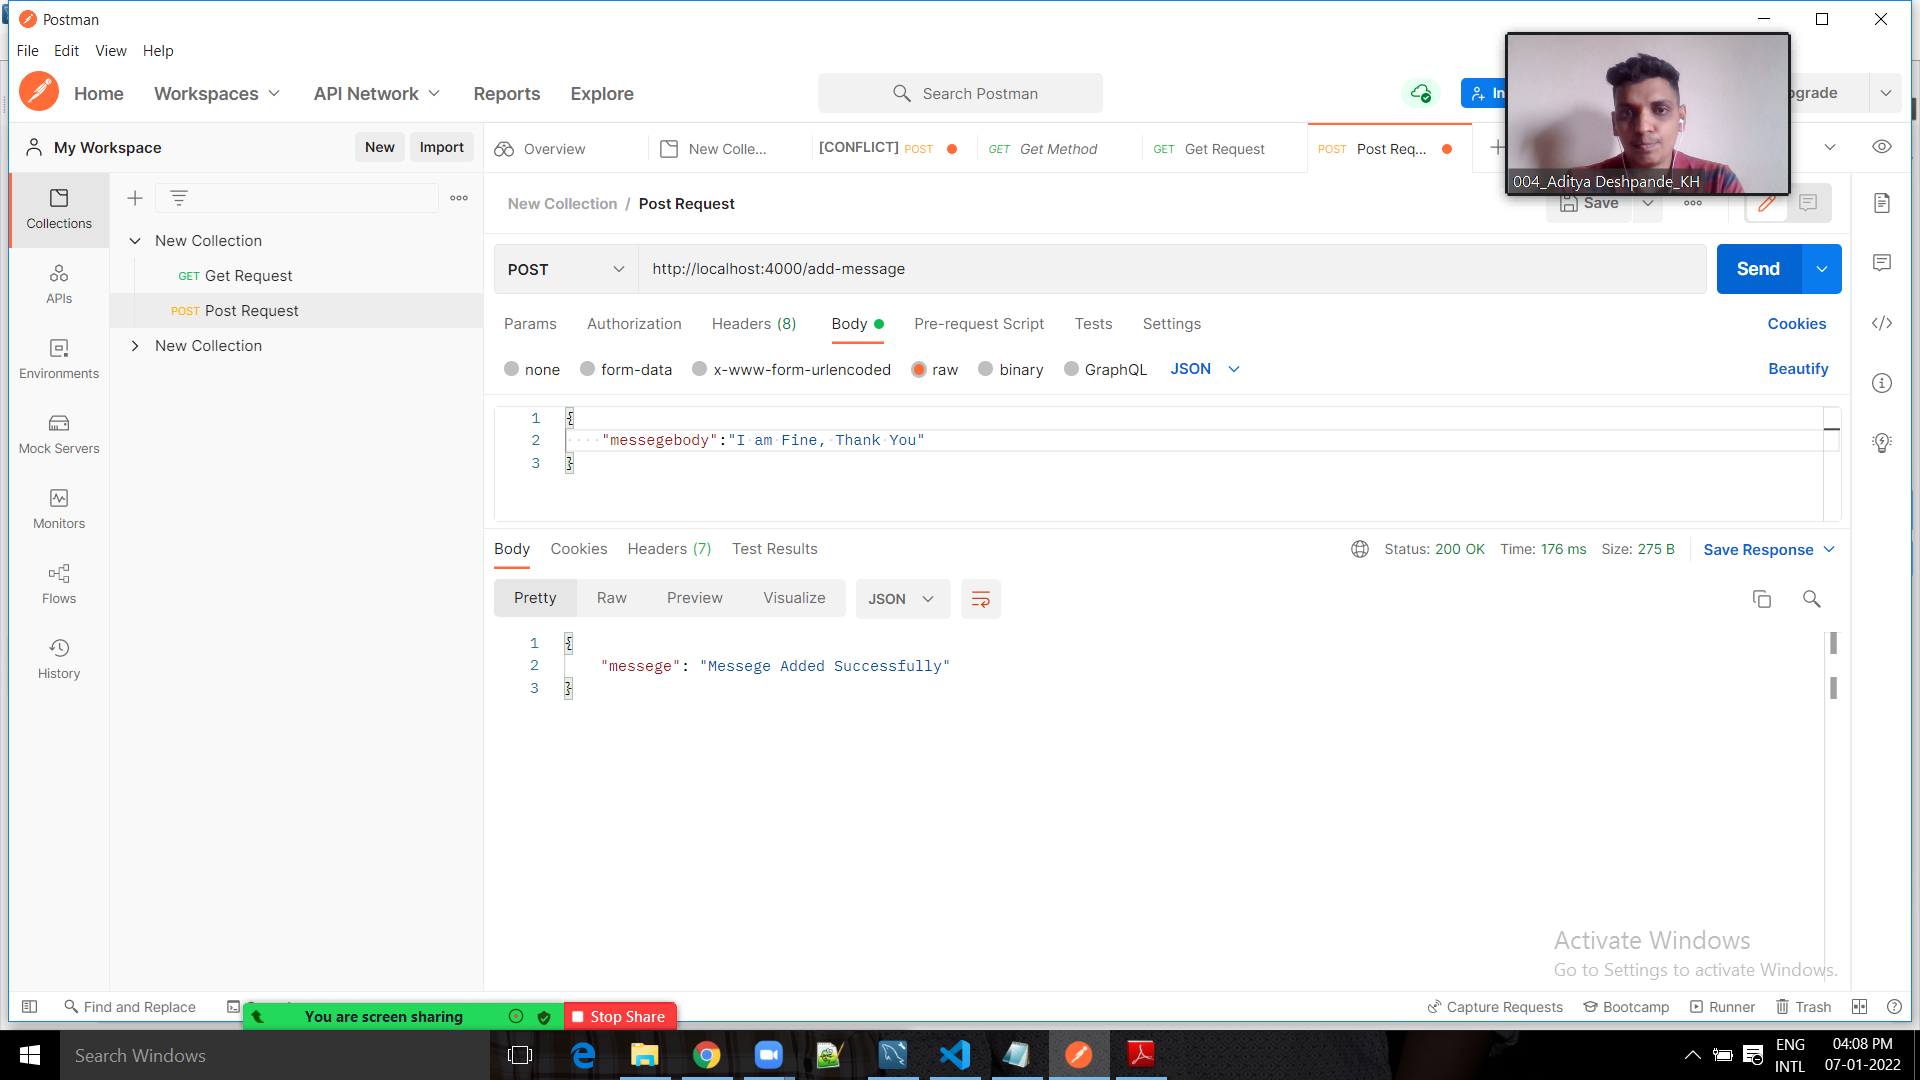 Postman
File Edit View Help
Home Workspaces API Network Reports Explore
Search Postman
In
pgrade
My Workspace New Import
Overview New Colle... [CONFLICT] POST GET Get Method GET Get Request POST Post Req...
004_Aditya Deshpande_KH
New Collection / Post Request
Save
Collections
APIs
Environments
Mock Servers
Monitors
Flows
History
New Collection
GET Get Request
POST Post Request
New Collection
POST http://localhost:4000/add-message Send
Params Authorization Headers (8) Body Pre-request Script Tests Settings Cookies
none form-data x-www-form-urlencoded raw binary GraphQL JSON Beautify
1 {
2 "messegebody":"I am Fine, Thank You"
3 }
Body Cookies Headers (7) Test Results Status: 200 OK Time: 176 ms Size: 275 B Save Response
Pretty Raw Preview Visualize JSON
1 {
2 "messege": "Messege Added Successfully"
3 }
Activate Windows
Go to Settings to activate Windows.
Find and Replace
Capture Requests Bootcamp Runner Trash
You are screen sharing Stop Share
Search Windows
ENG
INTL
04:08 PM
07-01-2022